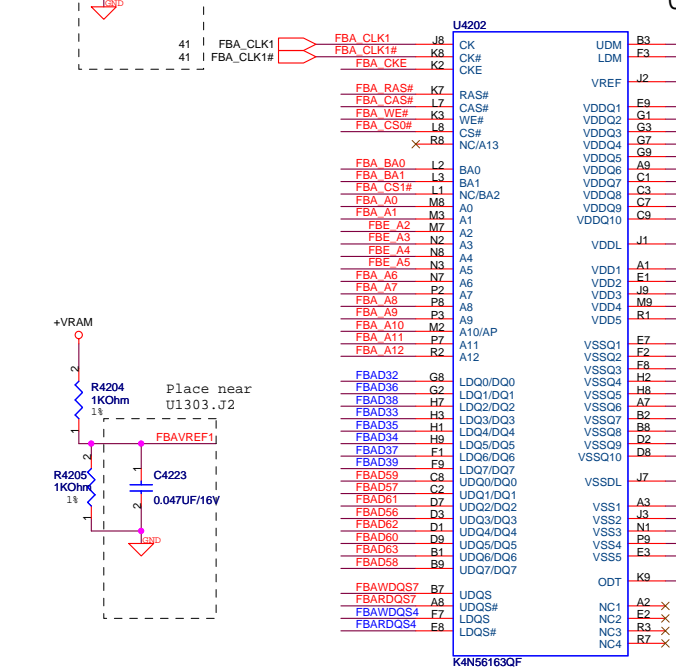 GND
41 FBA_CLK1
41 FBA_CLK1#
U4202
FBA_CLK1 J8 CK UDM B3
FBA_CLK1# K8 CK# LDM F3
FBA_CKE K2 CKE
VREF J2
FBA_RAS# K7 RAS#
FBA_CAS# L7 CAS# VDDQ1 E9
FBA_WE# K3 WE# VDDQ2 G1
FBA_CS0# L8 CS# VDDQ3 G3
R8 NC/A13 VDDQ4 G7
VDDQ5 G9
FBA_BA0 L2 BA0 VDDQ6 A9
FBA_BA1 L3 BA1 VDDQ7 C1
FBA_CS1# L1 NC/BA2 VDDQ8 C3
FBA_A0 M8 A0 VDDQ9 C7
FBA_A1 M3 A1 VDDQ10 C9
FBE_A2 M7 A2
FBE_A3 N2 A3 VDDL J1
FBE_A4 N8 A4
FBE_A5 N3 A5 VDD1 A1
FBA_A6 N7 A6 VDD2 E1
FBA_A7 P2 A7 VDD3 J9
FBA_A8 P8 A8 VDD4 M9
FBA_A9 P3 A9 VDD5 R1
FBA_A10 M2 A10/AP
FBA_A11 P7 A11 VSSQ1 E7
FBA_A12 R2 A12 VSSQ2 F2
VSSQ3 F8
FBAD32 G8 LDQ0/DQ0 VSSQ4 H2
FBAD36 G2 LDQ1/DQ1 VSSQ5 H8
FBAD38 H7 LDQ2/DQ2 VSSQ6 A7
FBAD33 H3 LDQ3/DQ3 VSSQ7 B2
FBAD35 H1 LDQ4/DQ4 VSSQ8 B8
FBAD34 H9 LDQ5/DQ5 VSSQ9 D2
FBAD37 F1 LDQ6/DQ6 VSSQ10 D8
FBAD39 F9 LDQ7/DQ7
FBAD59 C8 UDQ0/DQ0 VSSDL J7
FBAD57 C2 UDQ1/DQ1
FBAD61 D7 UDQ2/DQ2 VSS1 A3
FBAD56 D3 UDQ3/DQ3 VSS2 J3
FBAD62 D1 UDQ4/DQ4 VSS3 N1
FBAD60 D9 UDQ5/DQ5 VSS4 P9
FBAD63 B1 UDQ6/DQ6 VSS5 E3
FBAD58 B9 UDQ7/DQ7
ODT K9
FBAWDQS7 B7 UDQS
FBARDQS7 A8 UDQS# NC1 A2
FBAWDQS4 F7 LDQS NC2 E2
FBARDQS4 E8 LDQS# NC3 R3
NC4 R7
K4N56163QF
+VRAM
2
R4204
1KOhm
1%
1
Place near
U1303.J2
FBAVREF1
2
R4205
1KOhm
1%
1
1
C4223
0.047UF/16V
2
GND